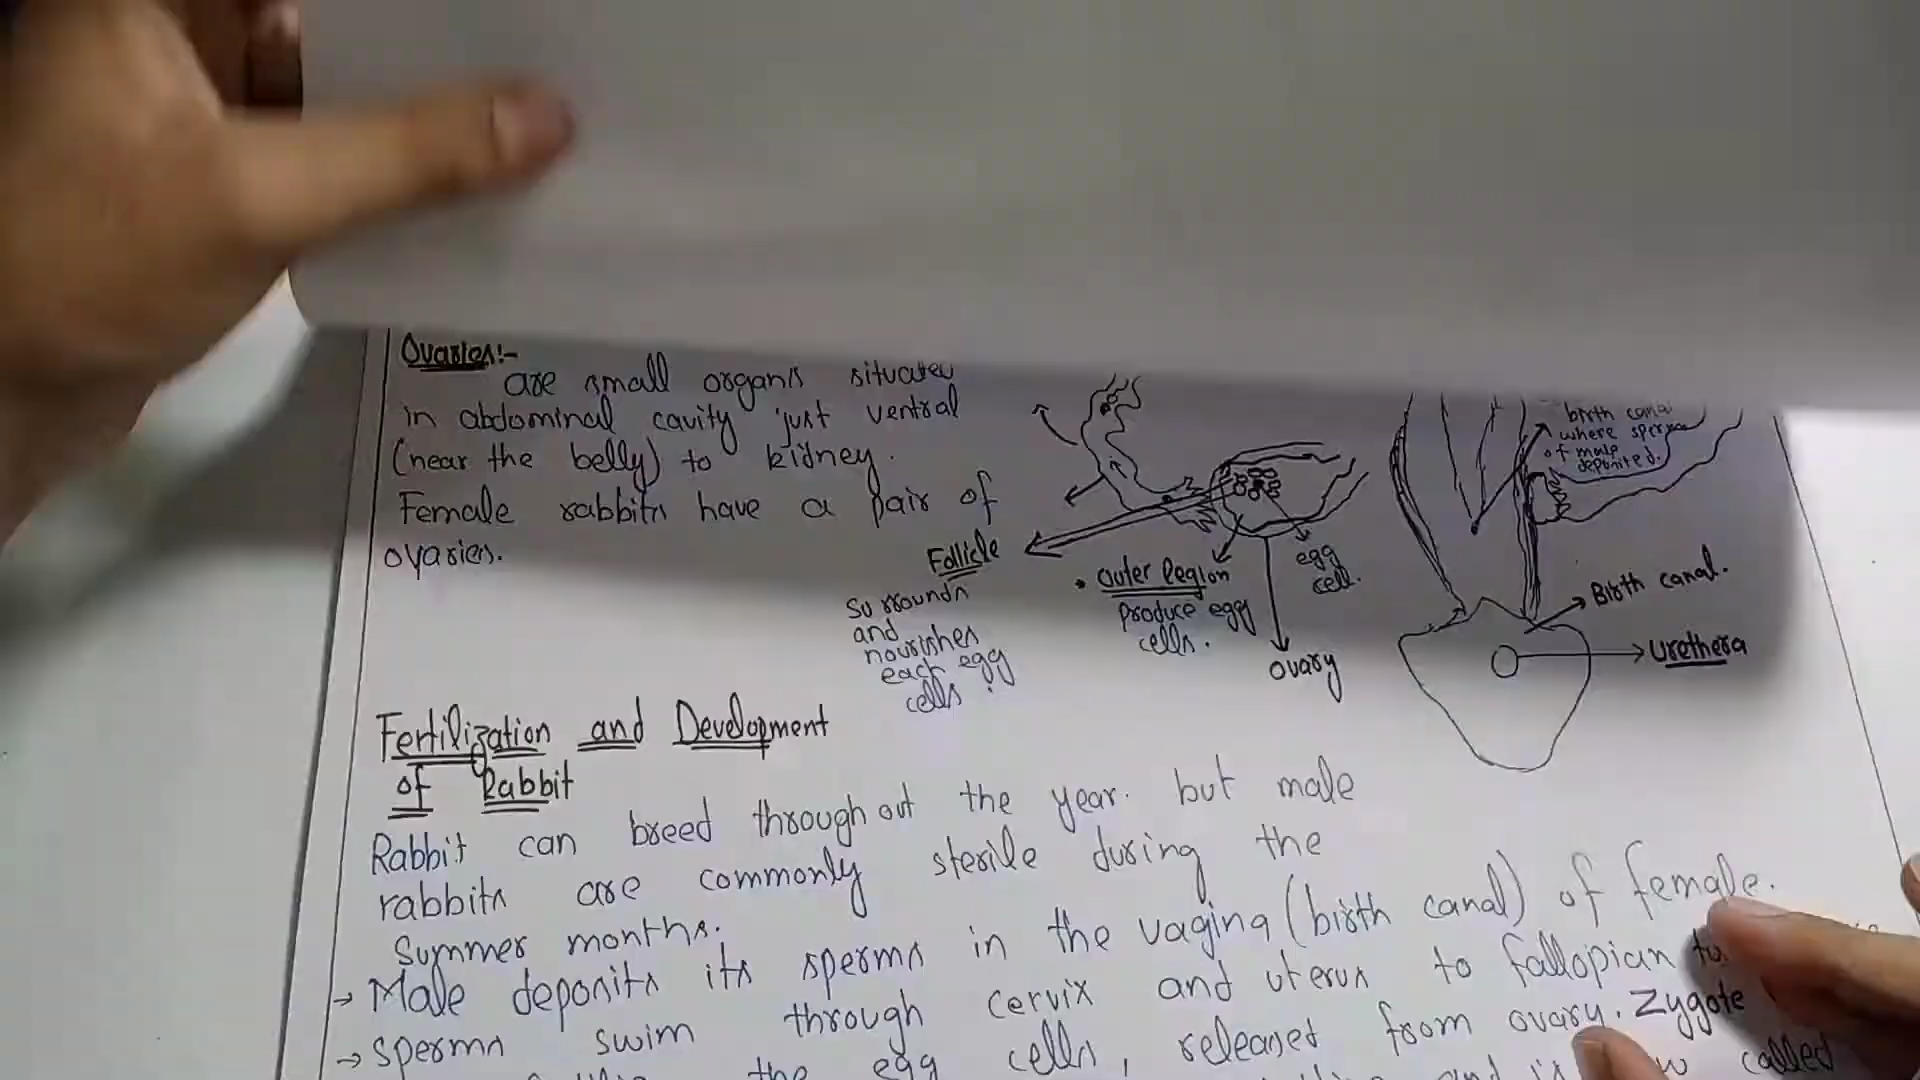 Ovaries:-
are small organs situated
in abdominal cavity just ventral
(near the belly) to kidney.
Female rabbits have a pair of
ovaries.
Follicle
surrounds
and
nourishes
each egg
cells.
Outer Region
produce egg
cells.
egg
cell.
ovary
birth canal
where sperms
of male
deposited.
Birth canal.
Urethera
Fertilization and Development
of Rabbit
Rabbit can breed throughout the year. but male
rabbits are commonly sterile during the
Summer months.
→ Male deposits its sperms in the vagina (birth canal) of female.
→ sperms swim through cervix and uterus to fallopian
the egg cells, released from ovary. Zygote
and is called